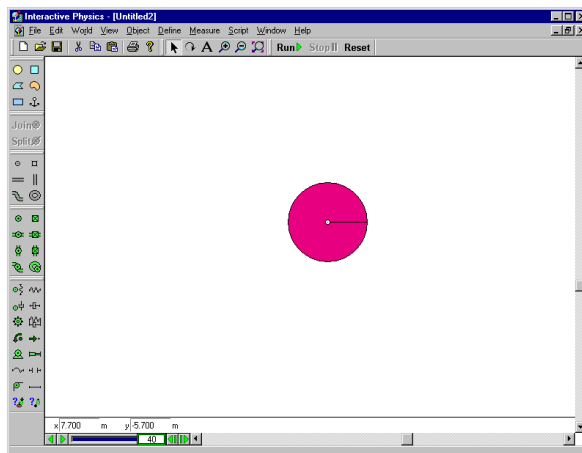 Interactive Physics - [Untitled2]
File Edit World View Object Define Measure Script Window Help
A Run Stop Reset
Join
Split
x 7.700 m y -5.700 m
40